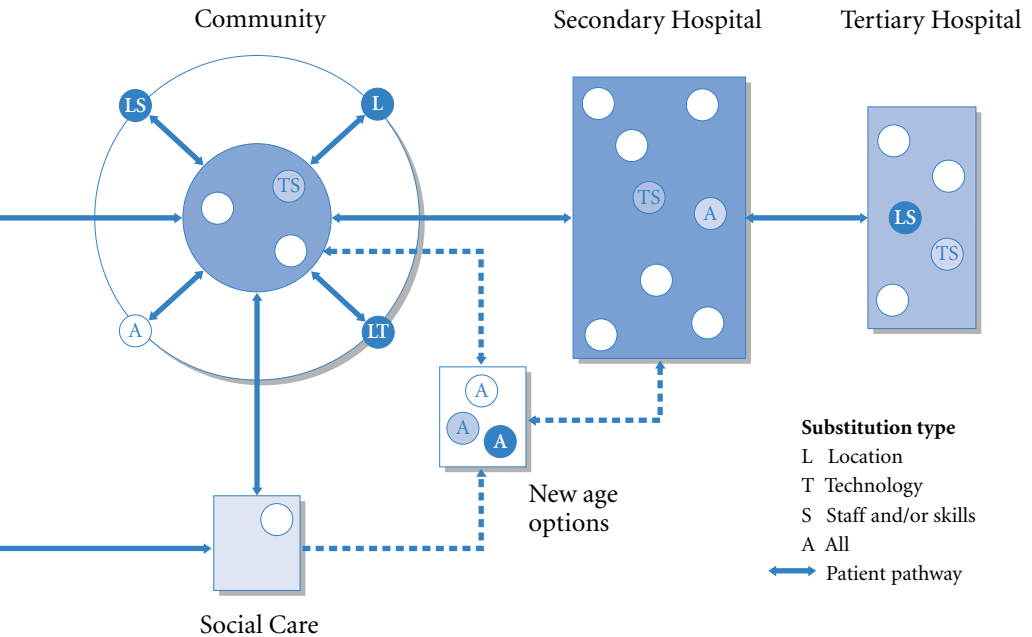 Community
Secondary Hospital
Tertiary Hospital
LS
L
TS
TS
A
LS
TS
A
LT
A
A
A
New age
options
Social Care
Substitution type
L Location
T Technology
S Staff and/or skills
A All
Patient pathway